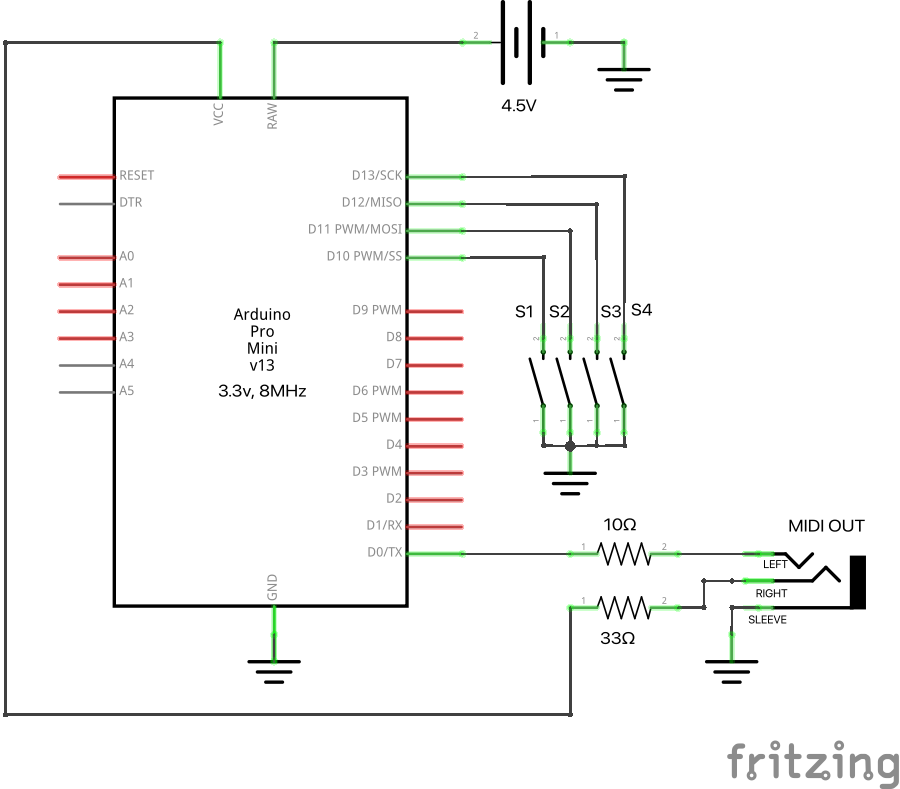 2
1
4.5V
VCC
RAW
RESET
DTR
A0
A1
A2
A3
A4
A5
D13/SCK
D12/MISO
D11 PWM/MOSI
D10 PWM/SS
D9 PWM
D8
D7
D6 PWM
D5 PWM
D4
D3 PWM
D2
D1/RX
D0/TX
Arduino
Pro
Mini
v13
3.3v, 8MHz
GND
S1 S2 S3 S4
2 2 2 2
1 1 1 1
10Ω
1 2
33Ω
1 2
MIDI OUT
LEFT
RIGHT
SLEEVE
fritzing